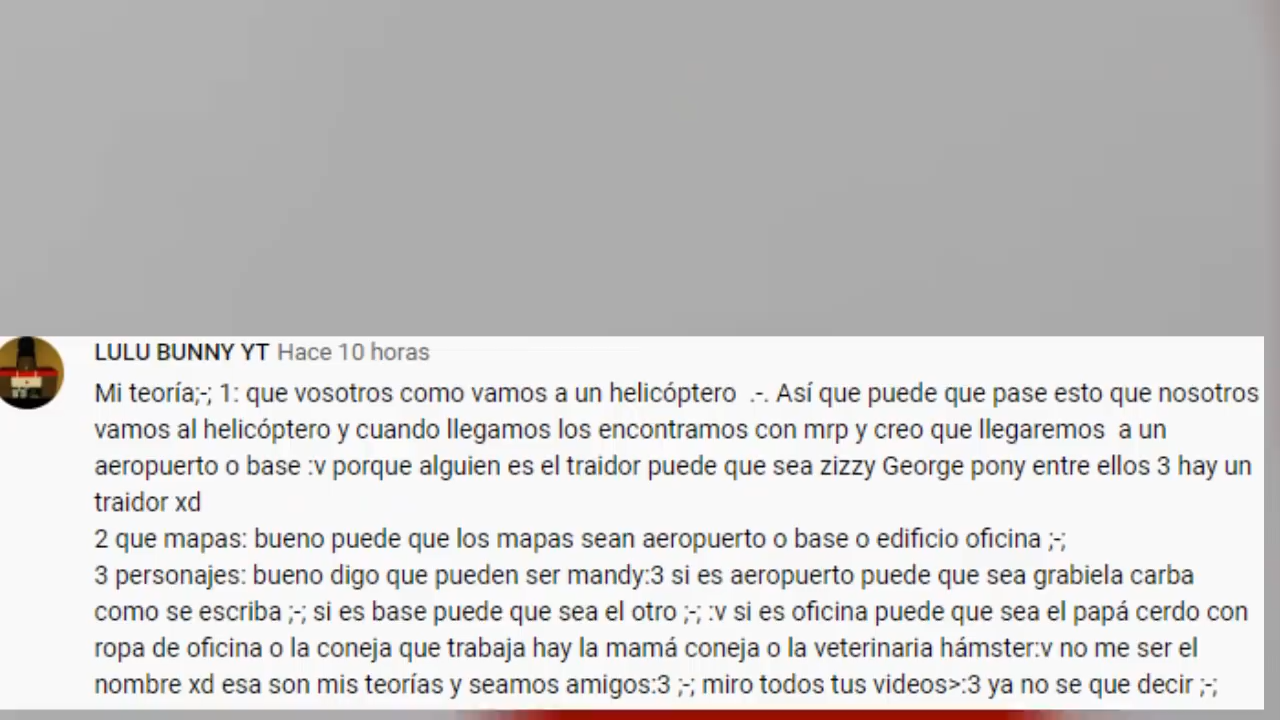 LULU BUNNY YT Hace 10 horas
Mi teoría;-; 1: que vosotros como vamos a un helicóptero .-. Así que puede que pase esto que nosotros
vamos al helicóptero y cuando llegamos los encontramos con mrp y creo que llegaremos a un
aeropuerto o base :v porque alguien es el traidor puede que sea zizzy George pony entre ellos 3 hay un
traidor xd
2 que mapas: bueno puede que los mapas sean aeropuerto o base o edificio oficina ;-;
3 personajes: bueno digo que pueden ser mandy:3 si es aeropuerto puede que sea grabiela carba
como se escriba ;-; si es base puede que sea el otro ;-; :v si es oficina puede que sea el papá cerdo con
ropa de oficina o la coneja que trabaja hay la mamá coneja o la veterinaria hámster:v no me ser el
nombre xd esa son mis teorías y seamos amigos:3 ;-; miro todos tus videos>:3 ya no se que decir ;-;